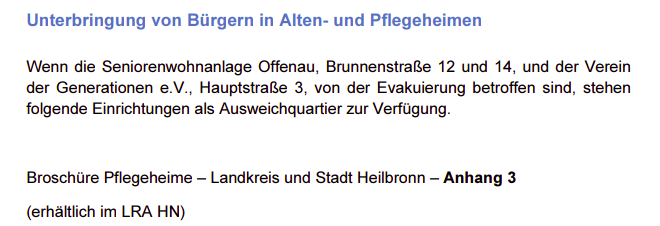 Unterbringung von Bürgern in Alten- und Pflegeheimen
Wenn die Seniorenwohnanlage Offenau, Brunnenstraße 12 und 14, und der Verein
der Generationen e.V., Hauptstraße 3, von der Evakuierung betroffen sind, stehen
folgende Einrichtungen als Ausweichquartier zur Verfügung.
Broschüre Pflegeheime – Landkreis und Stadt Heilbronn – Anhang 3
(erhältlich im LRA HN)